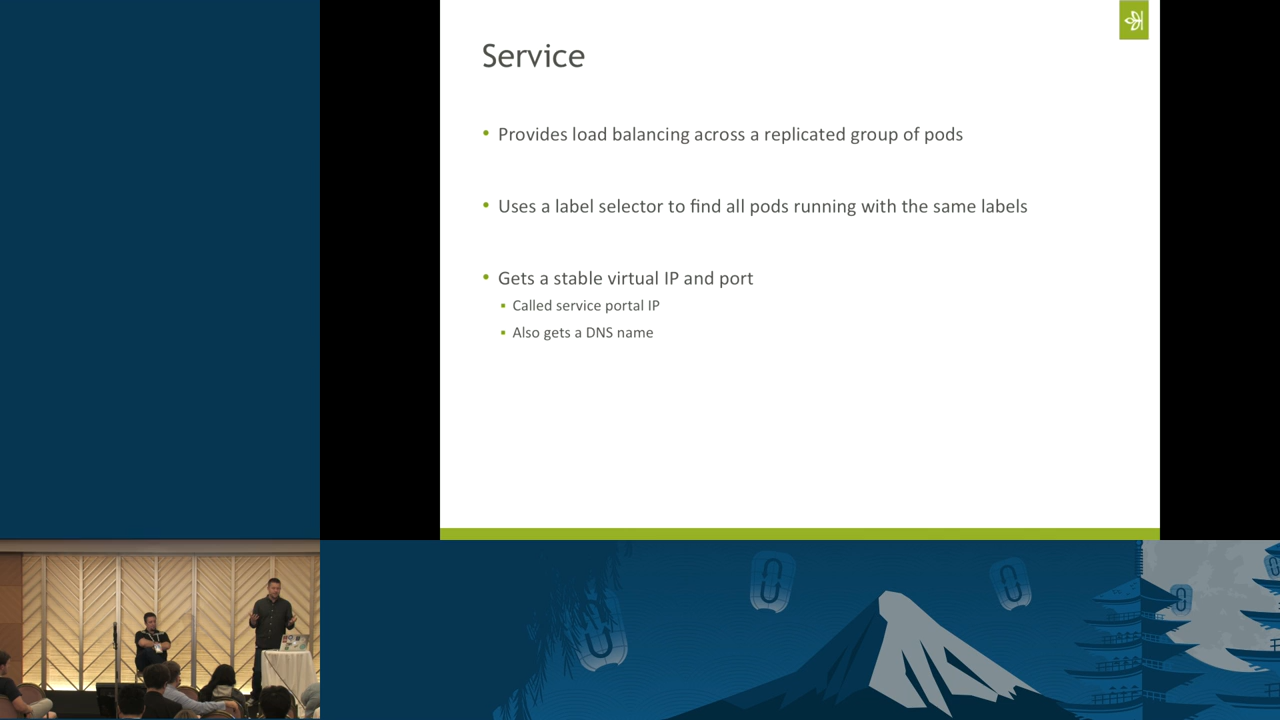 Service
Provides load balancing across a replicated group of pods
Uses a label selector to find all pods running with the same labels
Gets a stable virtual IP and port
Called service portal IP
Also gets a DNS name